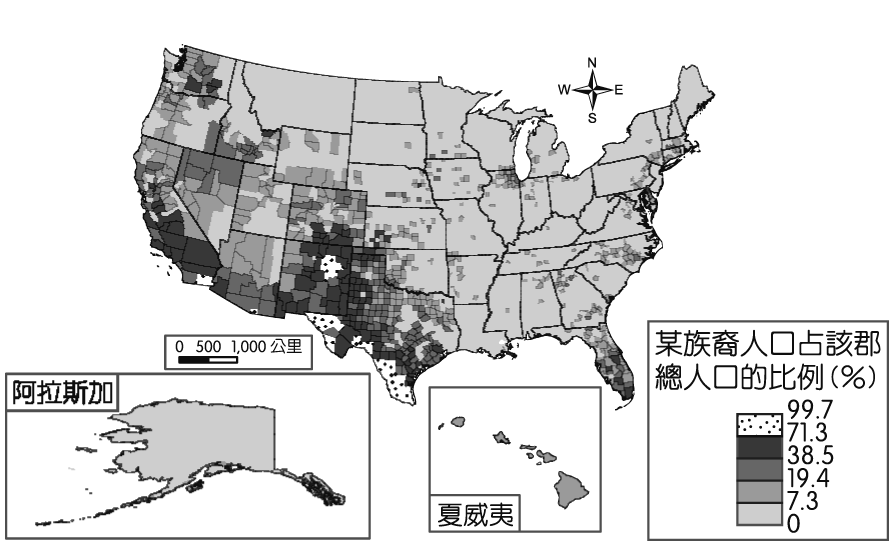 N
W E
S
0 500 1,000 公里
某族裔人口占該郡
總人口的比例(%)
99.7
71.3
38.5
19.4
7.3
0
阿拉斯加
夏威夷